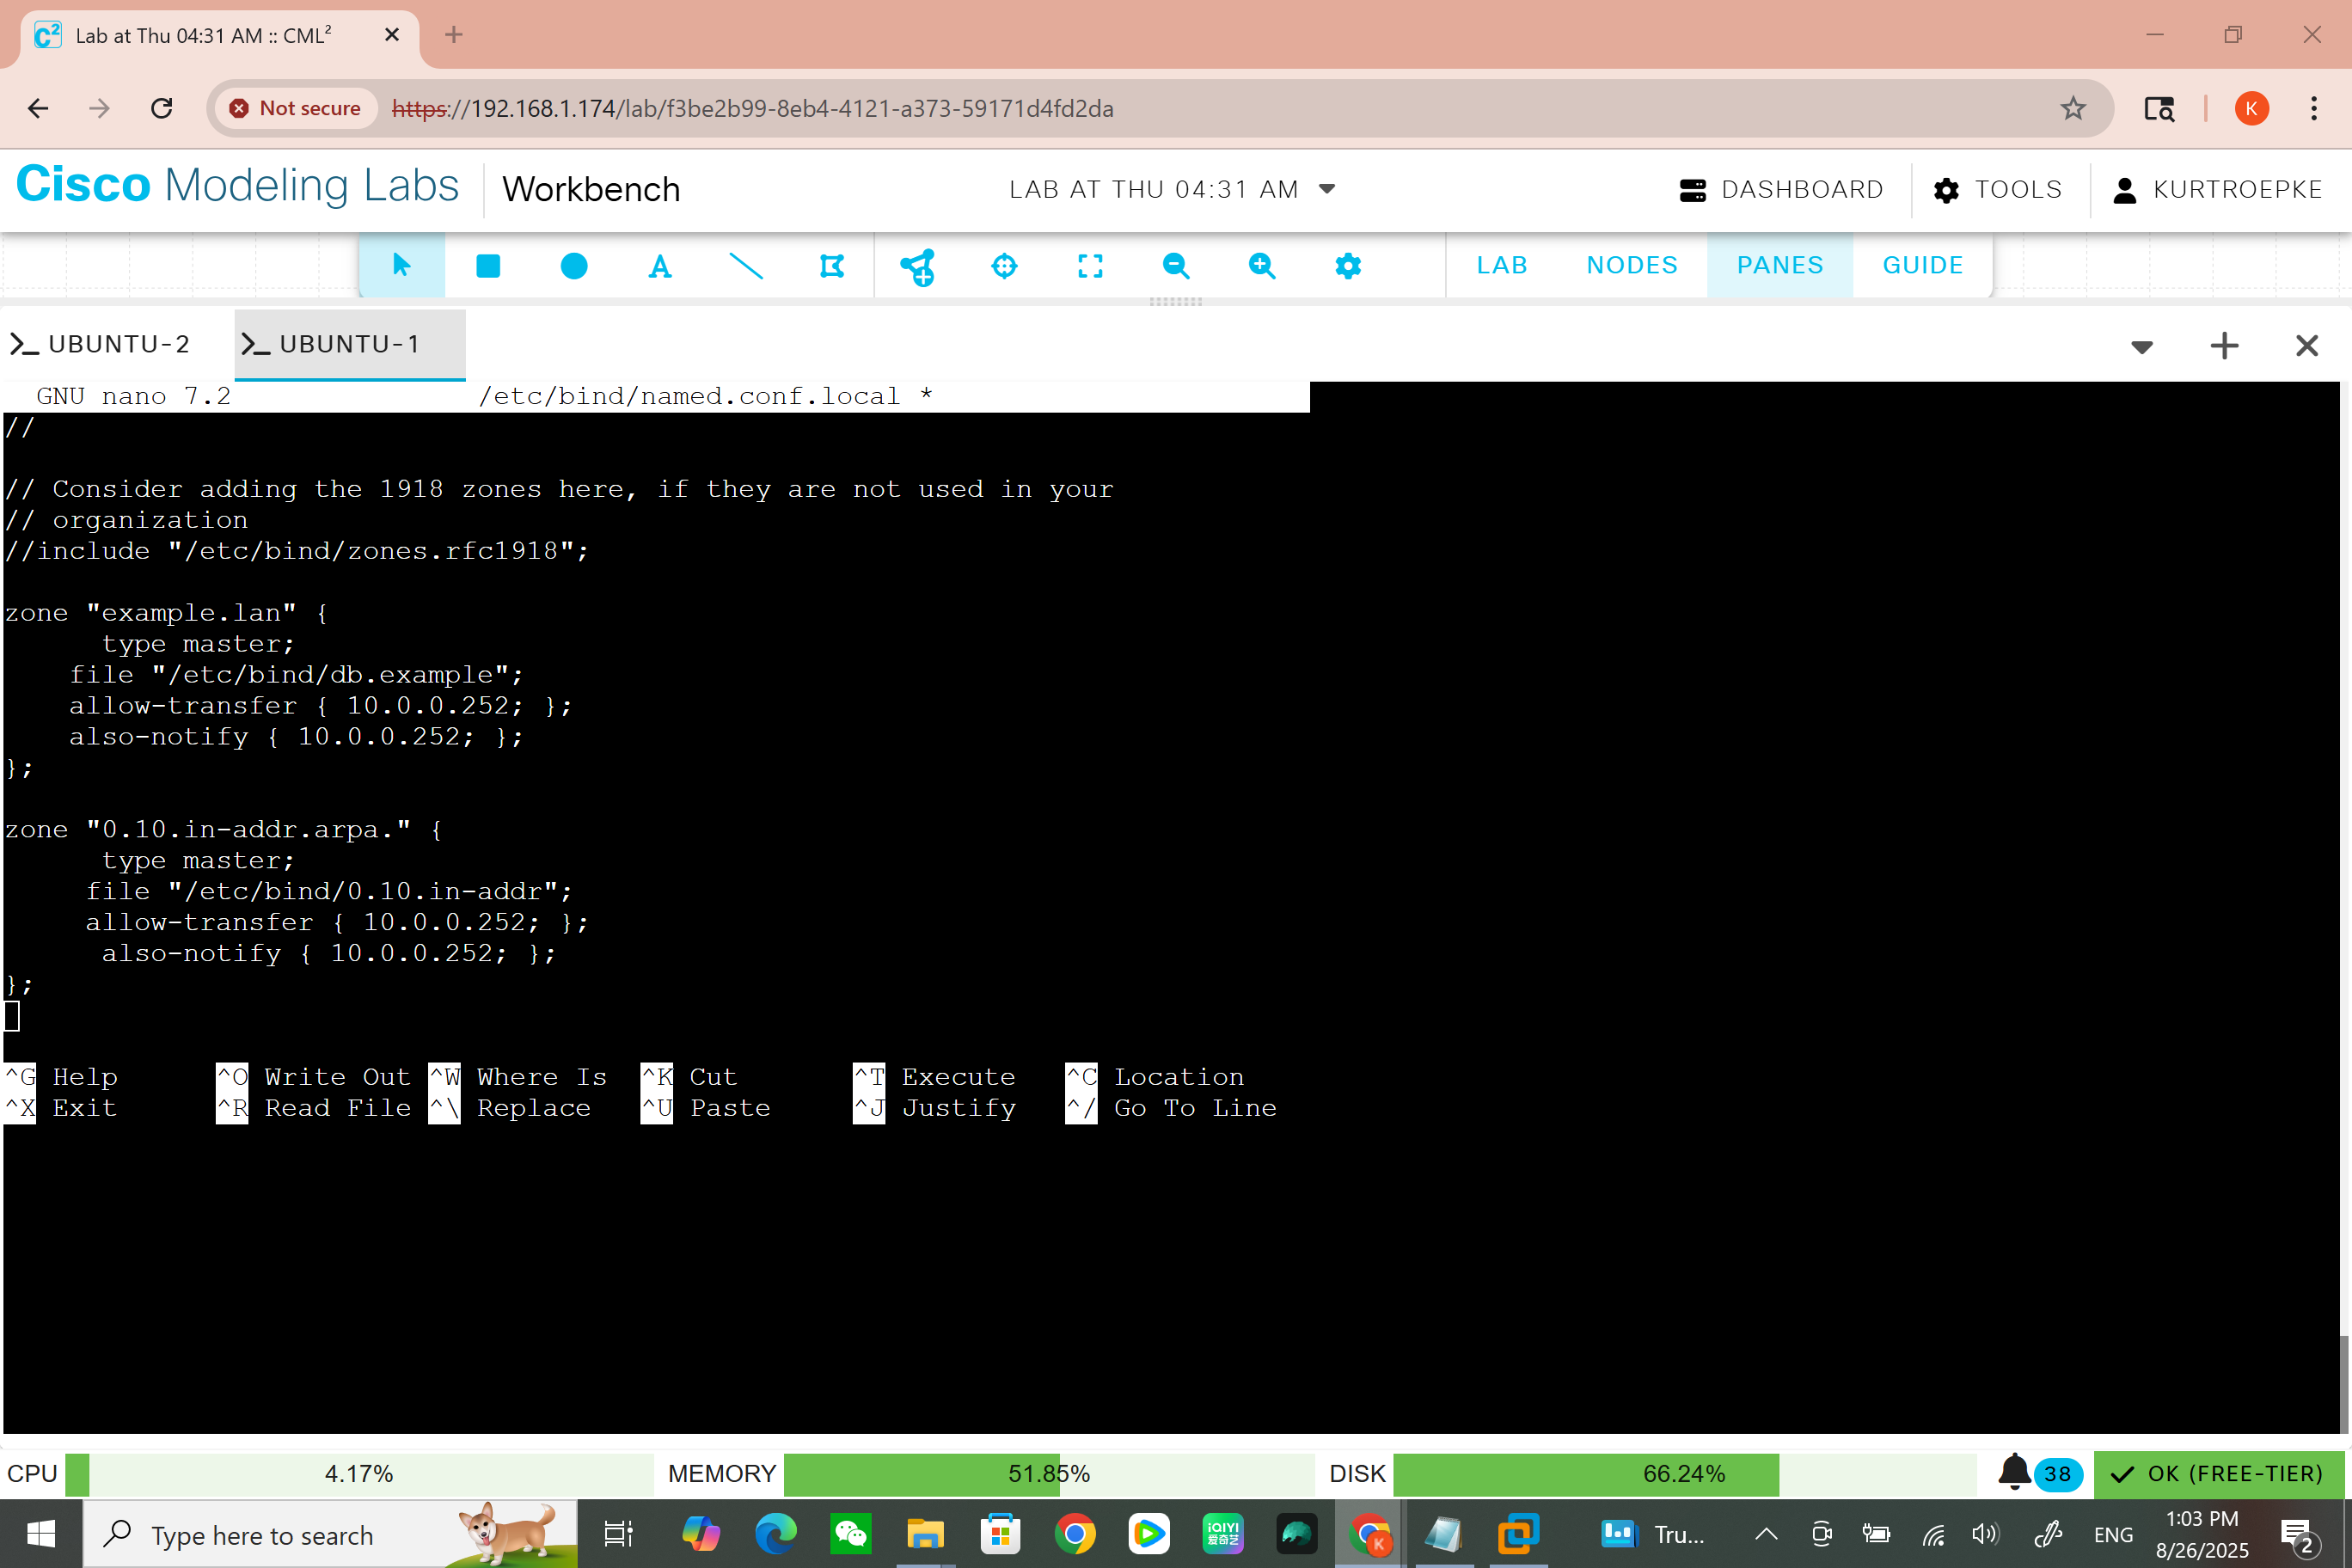 Lab at Thu 04:31 AM :: CML²
Not secure https://192.168.1.174/lab/f3be2b99-8eb4-4121-a373-59171d4fd2da K
Cisco Modeling Labs Workbench LAB AT THU 04:31 AM DASHBOARD TOOLS KURTROEPKE
A LAB NODES PANES GUIDE
>_ UBUNTU-2 >_ UBUNTU-1
GNU nano 7.2 /etc/bind/named.conf.local *
//
// Consider adding the 1918 zones here, if they are not used in your
// organization
//include "/etc/bind/zones.rfc1918";
zone "example.lan" {
type master;
file "/etc/bind/db.example";
allow-transfer { 10.0.0.252; };
also-notify { 10.0.0.252; };
};
zone "0.10.in-addr.arpa." {
type master;
file "/etc/bind/0.10.in-addr";
allow-transfer { 10.0.0.252; };
also-notify { 10.0.0.252; };
};
^G Help ^O Write Out ^W Where Is ^K Cut ^T Execute ^C Location
^X Exit ^R Read File ^\ Replace ^U Paste ^J Justify ^/ Go To Line
CPU 4.17% MEMORY 51.85% DISK 66.24% 38 OK (FREE-TIER)
Type here to search iQIYI 爱奇艺 K Tru... ENG 1:03 PM
8/26/2025 2